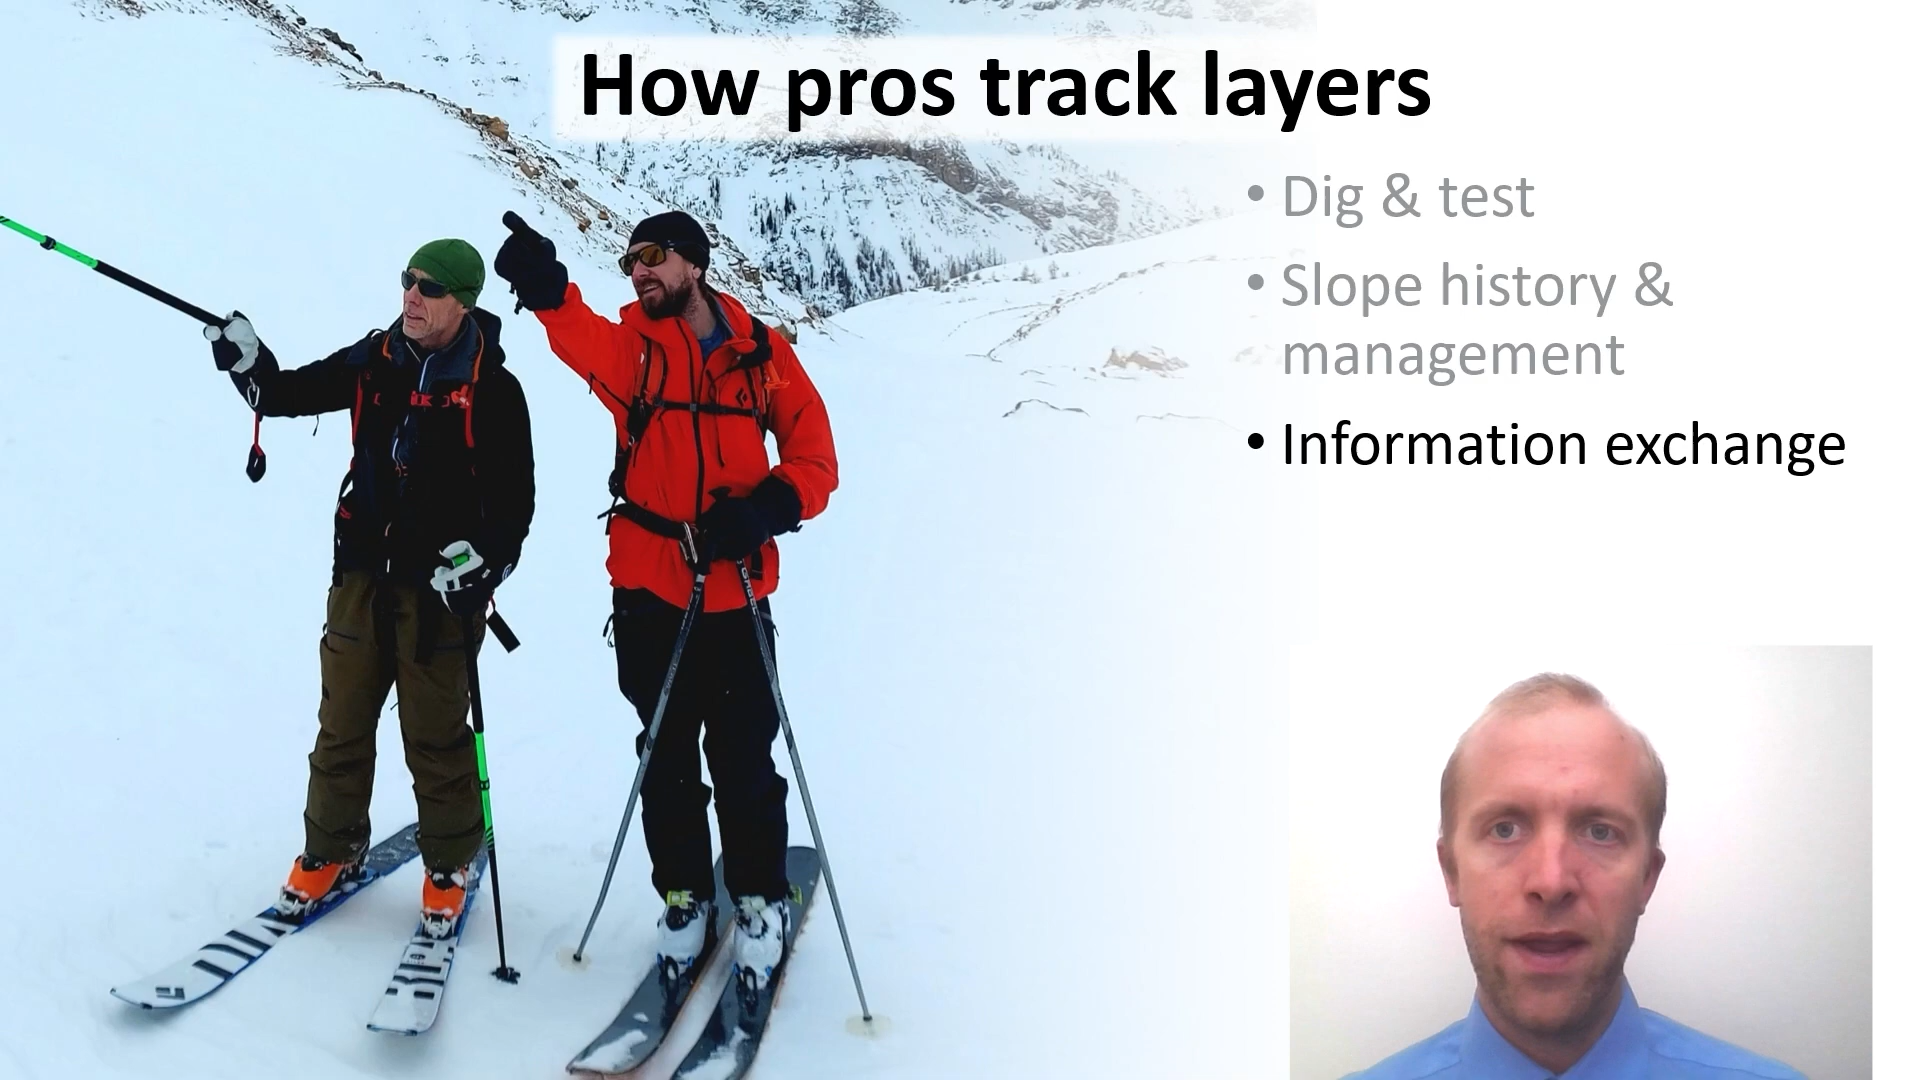 How pros track layers
• Dig & test
• Slope history &
management
• Information exchange